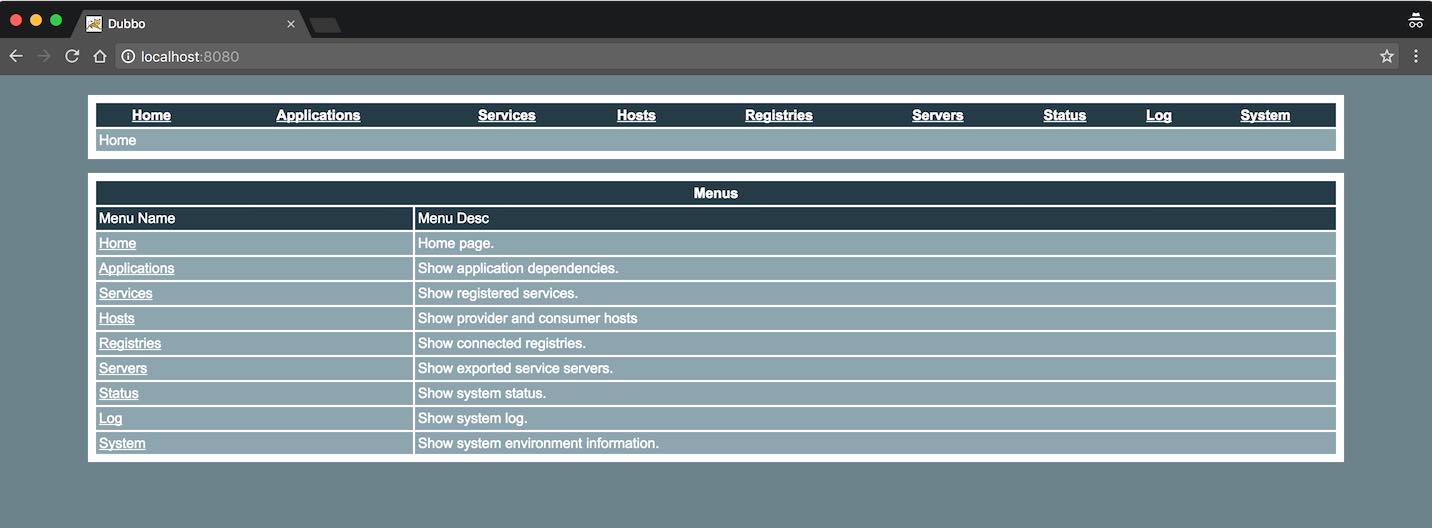 Dubbo
localhost:8080
Home Applications Services Hosts Registries Servers Status Log System
Home
Menus
Menu Name Menu Desc
Home Home page.
Applications Show application dependencies.
Services Show registered services.
Hosts Show provider and consumer hosts
Registries Show connected registries.
Servers Show exported service servers.
Status Show system status.
Log Show system log.
System Show system environment information.